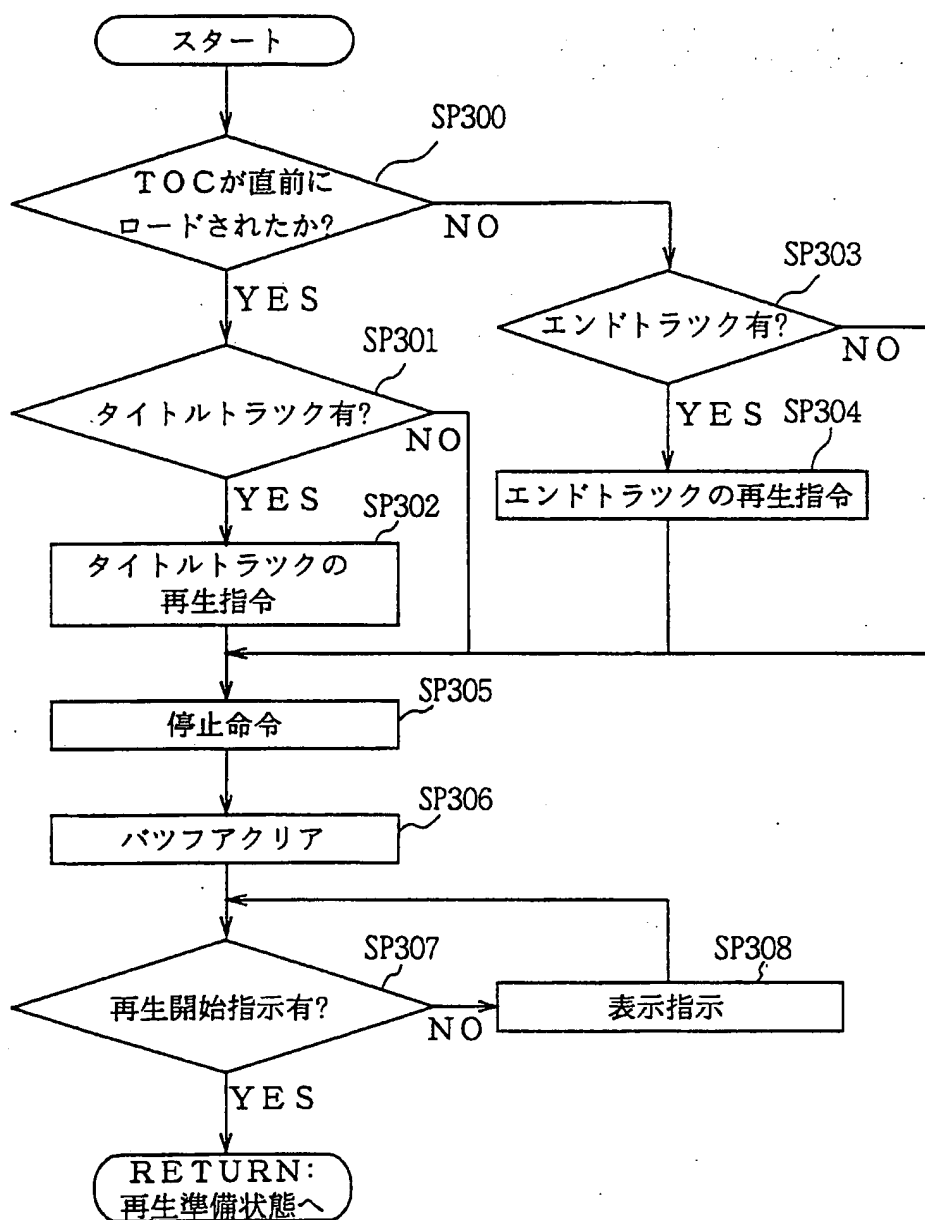 スタート
SP300
TOCが直前に
ロードされたか?
NO
YES
SP303
エンドトラック有?
NO
SP301
タイトルトラック有?
NO
YES
YES
SP304
エンドトラックの再生指令
SP302
タイトルトラツクの
再生指令
SP305
停止命令
SP306
バツフアクリア
SP307
再生開始指示有?
NO
SP308
表示指示
YES
RETURN:
再生準備状態へ